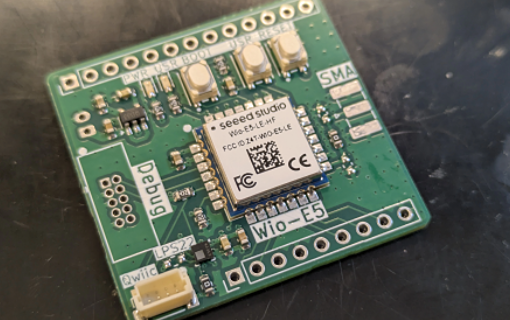 PWR USR BOOT
USR RESET
SMA
seeed studio
Wio-E5-LE-HF
FCC ID:Z4T-WIO-E5-LE
FC CE
Debug
Wio-E5
LPS22
Qwiic